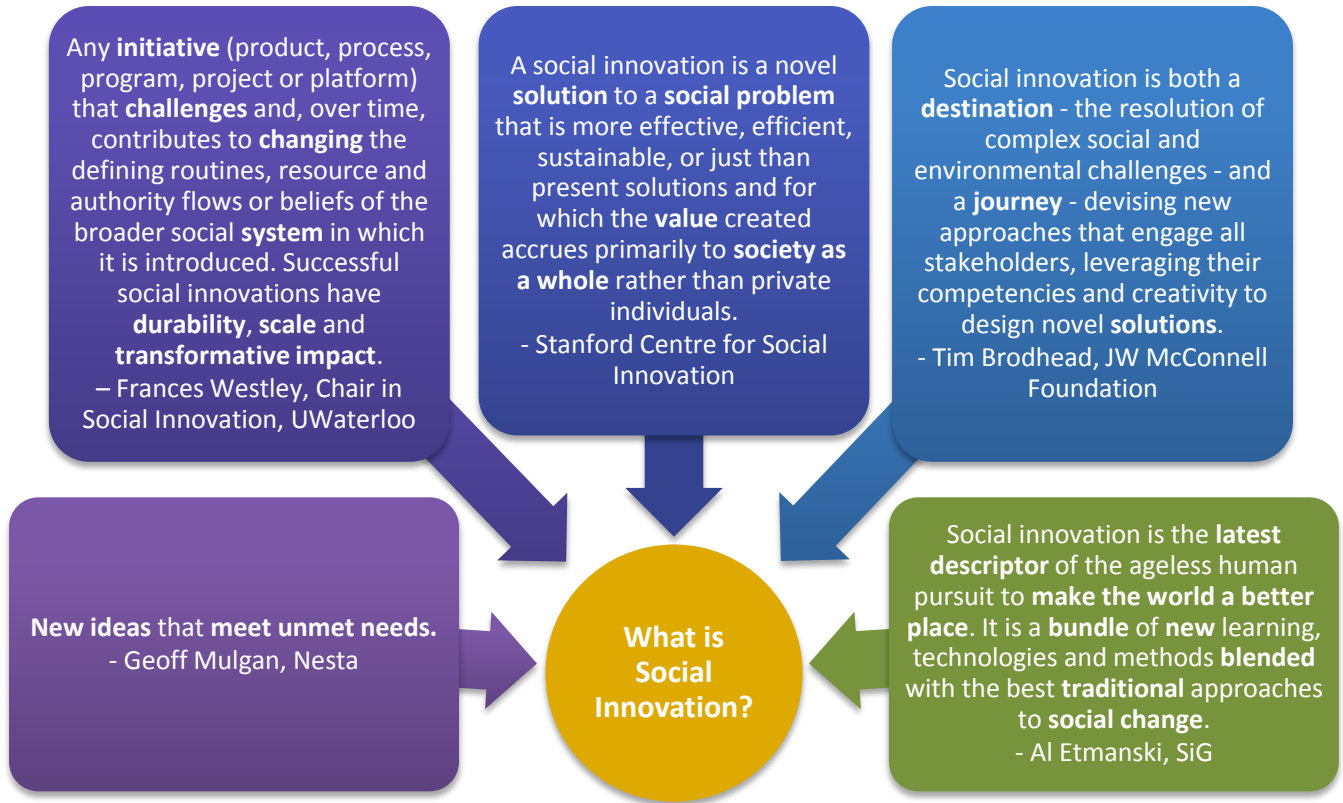 Any initiative (product, process,
program, project or platform)
that challenges and, over time,
contributes to changing the
defining routines, resource and
authority flows or beliefs of the
broader social system in which
it is introduced. Successful
social innovations have
durability, scale and
transformative impact.
– Frances Westley, Chair in
Social Innovation, UWaterloo
A social innovation is a novel
solution to a social problem
that is more effective, efficient,
sustainable, or just than
present solutions and for
which the value created
accrues primarily to society as
a whole rather than private
individuals.
- Stanford Centre for Social
Innovation
Social innovation is both a
destination - the resolution of
complex social and
environmental challenges - and
a journey - devising new
approaches that engage all
stakeholders, leveraging their
competencies and creativity to
design novel solutions.
- Tim Brodhead, JW McConnell
Foundation
New ideas that meet unmet needs.
- Geoff Mulgan, Nesta
What is
Social
Innovation?
Social innovation is the latest
descriptor of the ageless human
pursuit to make the world a better
place. It is a bundle of new learning,
technologies and methods blended
with the best traditional approaches
to social change.
- Al Etmanski, SiG